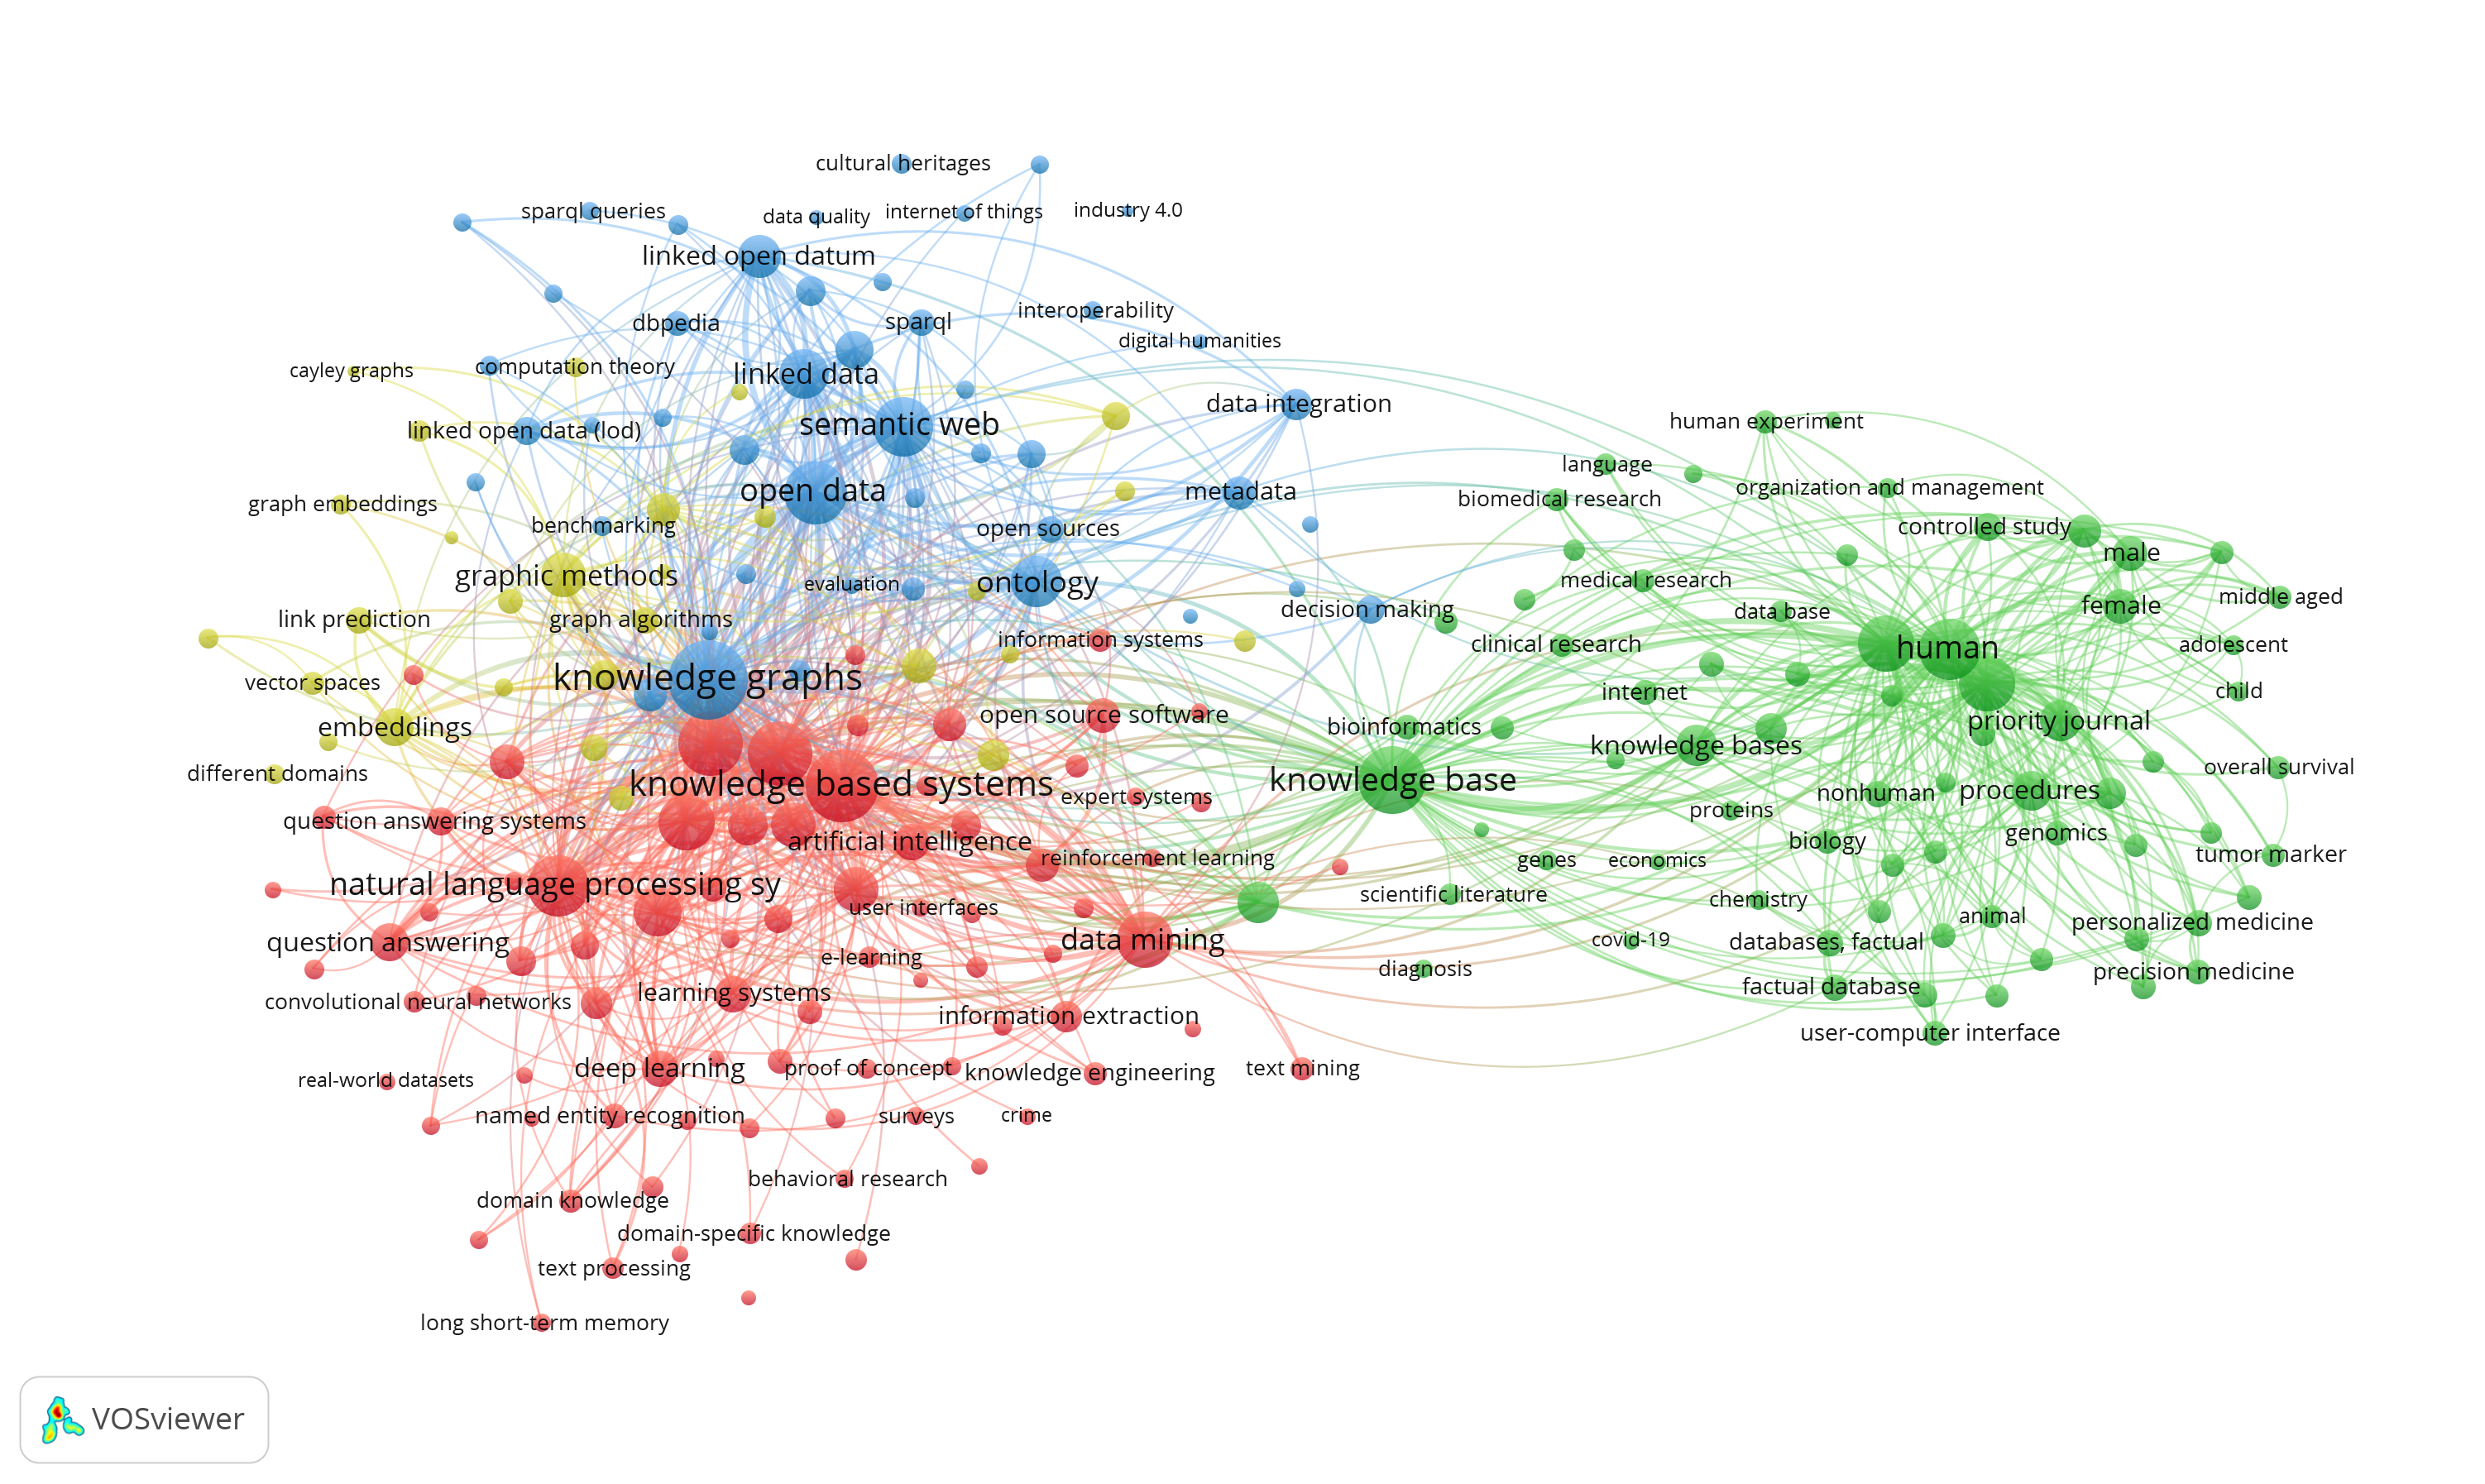 cultural heritages
sparql queries
data quality
internet of things
industry 4.0
linked open datum
interoperability
dbpedia
sparql
digital humanities
cayley graphs
computation theory
linked data
data integration
semantic web
linked open data (lod)
human experiment
language
open data
metadata
organization and management
biomedical research
graph embeddings
benchmarking
open sources
controlled study
male
graphic methods
evaluation
ontology
medical research
middle aged
link prediction
graph algorithms
decision making
data base
female
information systems
clinical research
human
adolescent
knowledge graphs
vector spaces
internet
child
embeddings
open source software
bioinformatics
priority journal
knowledge bases
different domains
knowledge based systems
knowledge base
overall survival
expert systems
nonhuman
procedures
proteins
question answering systems
artificial intelligence
biology
genomics
reinforcement learning
genes
economics
tumor marker
natural language processing sy
scientific literature
chemistry
user interfaces
animal
personalized medicine
question answering
data mining
covid-19
databases, factual
e-learning
diagnosis
precision medicine
learning systems
factual database
convolutional neural networks
information extraction
user-computer interface
deep learning
proof of concept
knowledge engineering
text mining
real-world datasets
named entity recognition
surveys
crime
behavioral research
domain knowledge
domain-specific knowledge
text processing
long short-term memory
VOSviewer